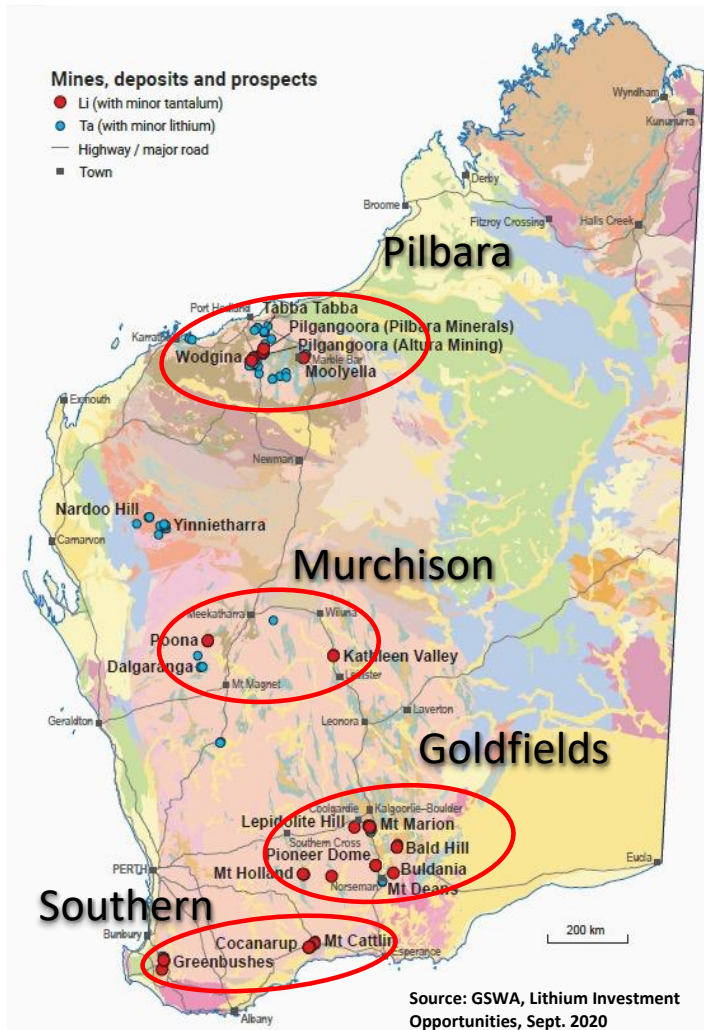 Mines, deposits and prospects
Li (with minor tantalum)
Ta (with minor lithium)
Highway / major road
Town
Wyndham
Kununurra
Derby
Broome
Fitzroy Crossing
Halls Creek
Pilbara
Port Hedland
Tabba Tabba
Karratha
Pilgangoora (Pilbara Minerals)
Pilgangoora (Altura Mining)
Wodgina
Marble Bar
Moolyella
Exmouth
Newman
Nardoo Hill
Yinnietharra
Carnarvon
Murchison
Meekatharra
Wiluna
Poona
Kathleen Valley
Dalgaranga
Leinster
Mt Magnet
Geraldton
Leonora
Laverton
Goldfields
Coolgardie
Kalgoorlie–Boulder
Lepidolite Hill
Mt Marion
Southern Cross
Bald Hill
Pioneer Dome
Eucla
PERTH
Mt Holland
Buldania
Norseman
Mt Deans
Southern
Bunbury
Cocanarup
Mt Cattlin
Esperance
200 km
Greenbushes
Albany
Source: GSWA, Lithium Investment
Opportunities, Sept. 2020